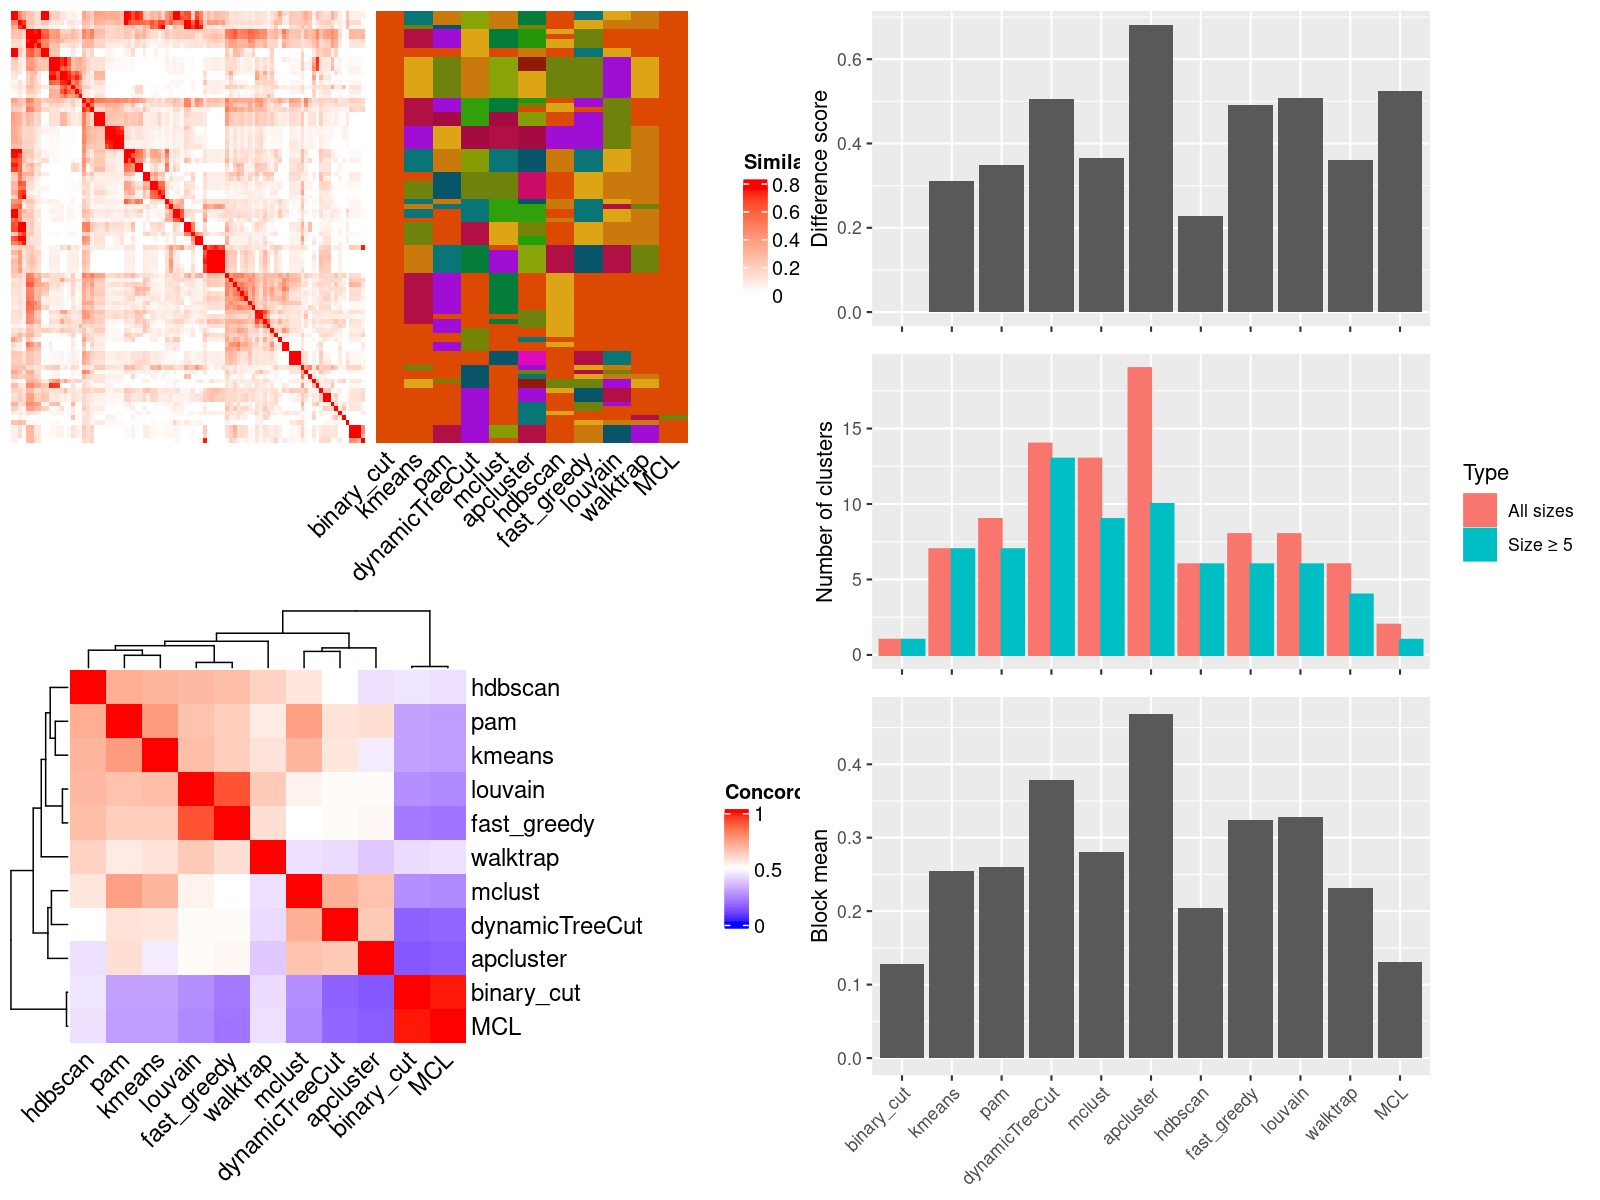 Simila
0.8
0.6
0.4
0.2
0
binary_cut
kmeans
pam
dynamicTreeCut
mclust
apcluster
hdbscan
fast_greedy
louvain
walktrap
MCL
Difference score
0.6
0.4
0.2
0.0
Number of clusters
15
10
5
0
Type
All sizes
Size ≥ 5
hdbscan
pam
kmeans
louvain
fast_greedy
walktrap
mclust
dynamicTreeCut
apcluster
binary_cut
MCL
hdbscan
pam
kmeans
louvain
fast_greedy
walktrap
mclust
dynamicTreeCut
apcluster
binary_cut
MCL
Concord
1
0.5
0
Block mean
0.4
0.3
0.2
0.1
0.0
binary_cut
kmeans
pam
dynamicTreeCut
mclust
apcluster
hdbscan
fast_greedy
louvain
walktrap
MCL